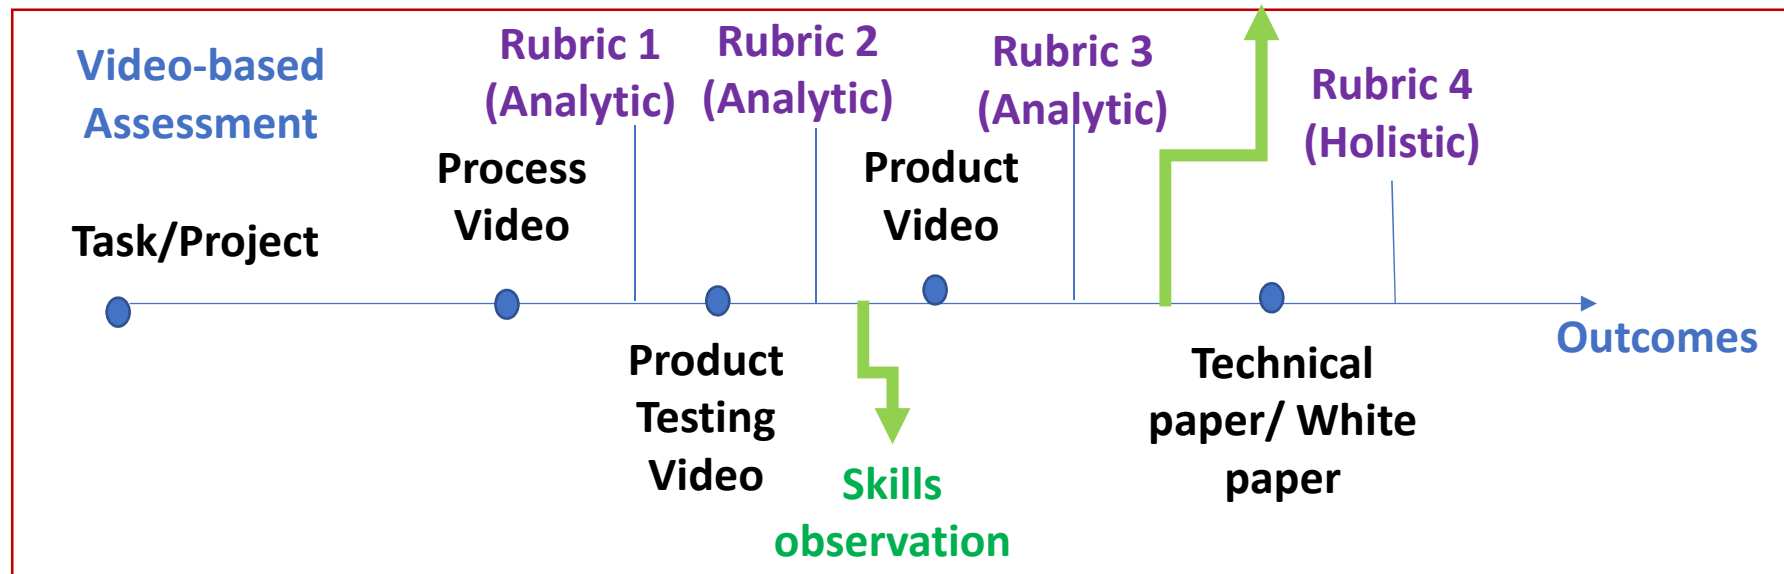 Video-based
Assessment
Rubric 1
(Analytic)
Rubric 2
(Analytic)
Rubric 3
(Analytic)
Rubric 4
(Holistic)
Task/Project
Process
Video
Product
Video
Product
Testing
Video
Skills
observation
Technical
paper/ White
paper
Outcomes